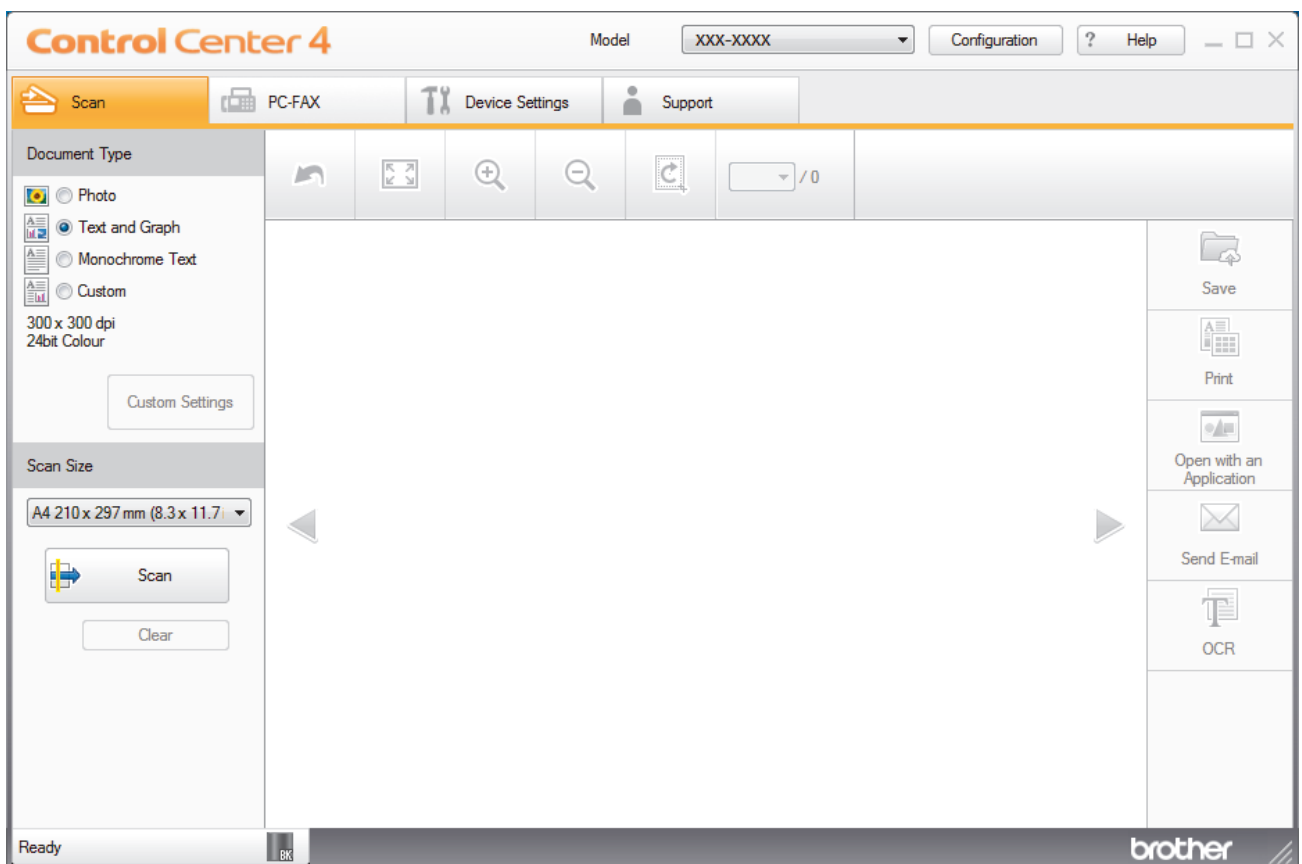 Control Center 4
Model
XXX-XXXX
Configuration
? Help
Scan
PC-FAX
Device Settings
Support
Document Type
/ 0
Photo
Text and Graph
Monochrome Text
Custom
300 x 300 dpi
24bit Colour
Custom Settings
Scan Size
A4 210 x 297 mm (8.3 x 11.7
Scan
Clear
Save
Print
Open with an
Application
Send E-mail
OCR
Ready
BK
brother